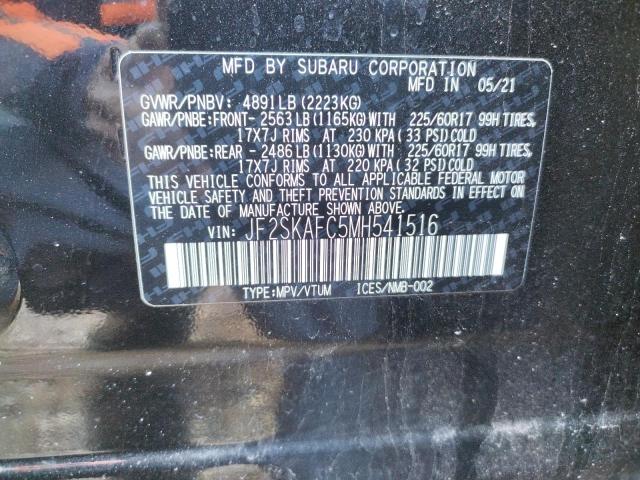 MFD BY SUBARU CORPORATION
MFD IN 05/21
GVWR/PNBV: 4891LB(2223KG)
GAWR/PNBE:FRONT- 2563LB(1165KG)WITH 225/60R17 99H TIRES,
17X7J RIMS AT 230 KPA(33 PSI)COLD
GAWR/PNBE:REAR - 2486LB(1130KG)WITH 225/60R17 99H TIRES,
17X7J RIMS AT 220 KPA(32 PSI)COLD
THIS VEHICLE CONFORMS TO ALL APPLICABLE FEDERAL MOTOR
VEHICLE SAFETY AND THEFT PREVENTION STANDARDS IN EFFECT
ON THE DATE OF MANUFACTURE SHOWN ABOVE.
VIN: JF2SKAFC5MH541516
TYPE:MPV/VTUM ICES/NMB-002